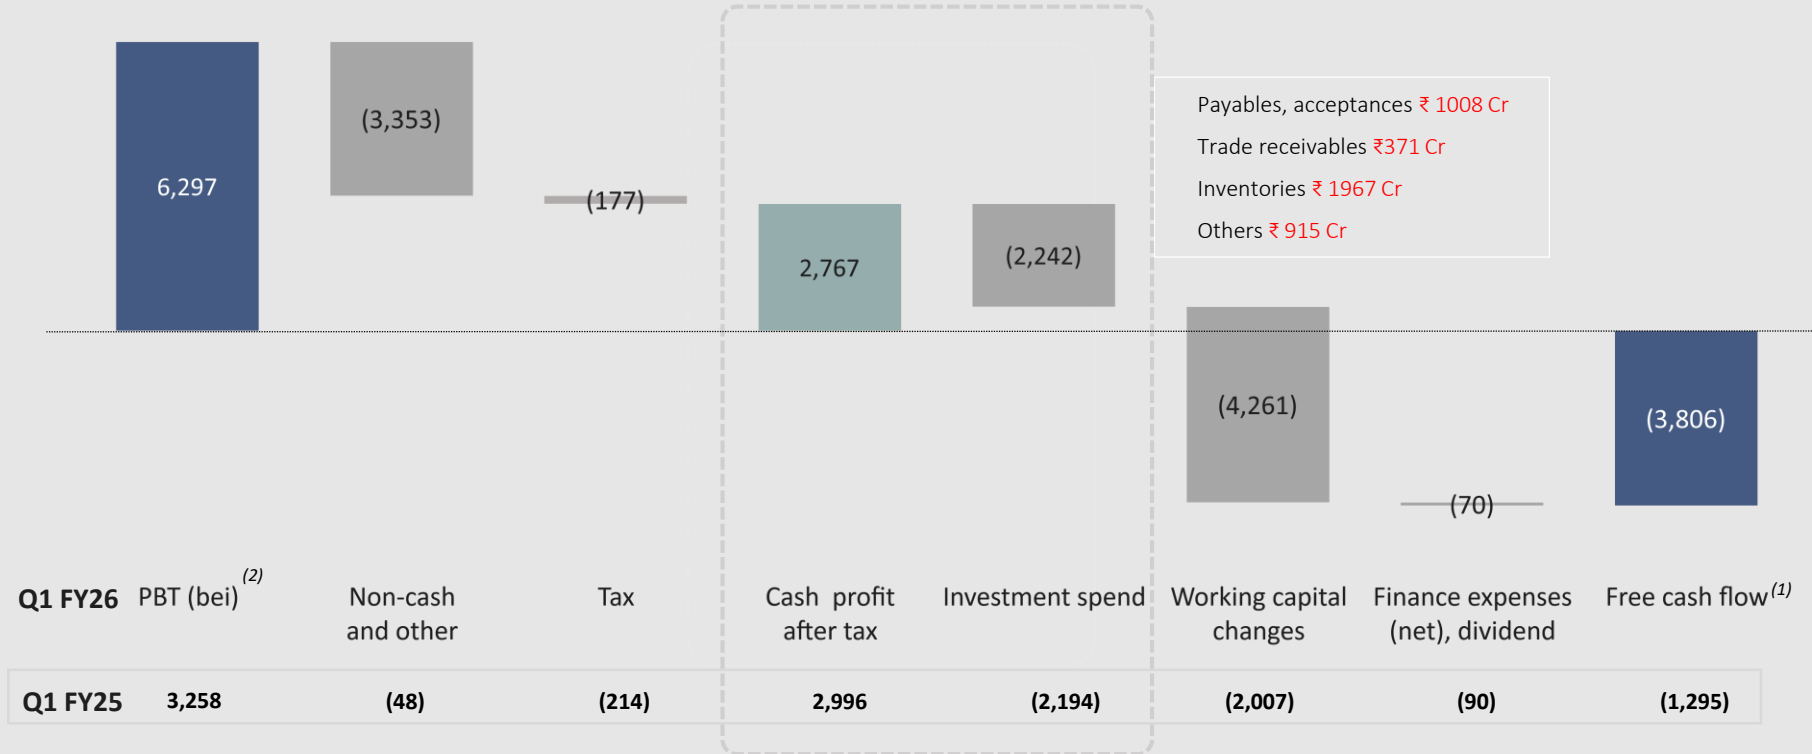 6,297
(3,353)
(177)
2,767
(2,242)
Payables, acceptances ₹ 1008 Cr
Trade receivables ₹371 Cr
Inventories ₹ 1967 Cr
Others ₹ 915 Cr
(4,261)
(70)
(3,806)
Q1 FY26
PBT (bei) (2)
Non-cash
and other
Tax
Cash profit
after tax
Investment spend
Working capital
changes
Finance expenses
(net), dividend
Free cash flow (1)
Q1 FY25 3,258 (48) (214) 2,996 (2,194) (2,007) (90) (1,295)